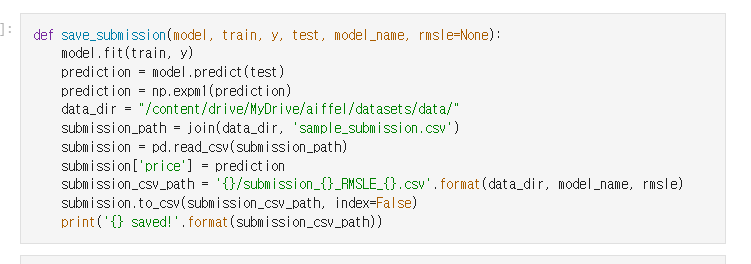 ]:
def save_submission(model, train, y, test, model_name, rmsle=None):
    model.fit(train, y)
    prediction = model.predict(test)
    prediction = np.expm1(prediction)
    data_dir = "/content/drive/MyDrive/aiffel/datasets/data/"
    submission_path = join(data_dir, 'sample_submission.csv')
    submission = pd.read_csv(submission_path)
    submission['price'] = prediction
    submission_csv_path = '{}/submission_{}_RMSLE_{}.csv'.format(data_dir, model_name, rmsle)
    submission.to_csv(submission_csv_path, index=False)
    print('{} saved!'.format(submission_csv_path))